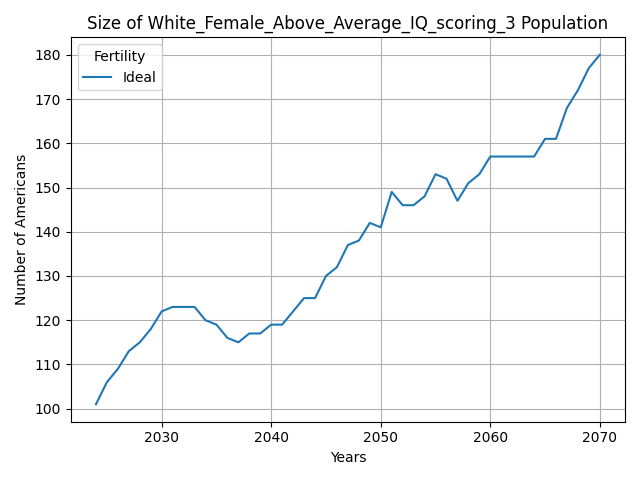 Size of White_Female_Above_Average_IQ_scoring_3 Population
Fertility
Ideal
Number of Americans
180
170
160
150
140
130
120
110
100
2030 2040 2050 2060 2070
Years